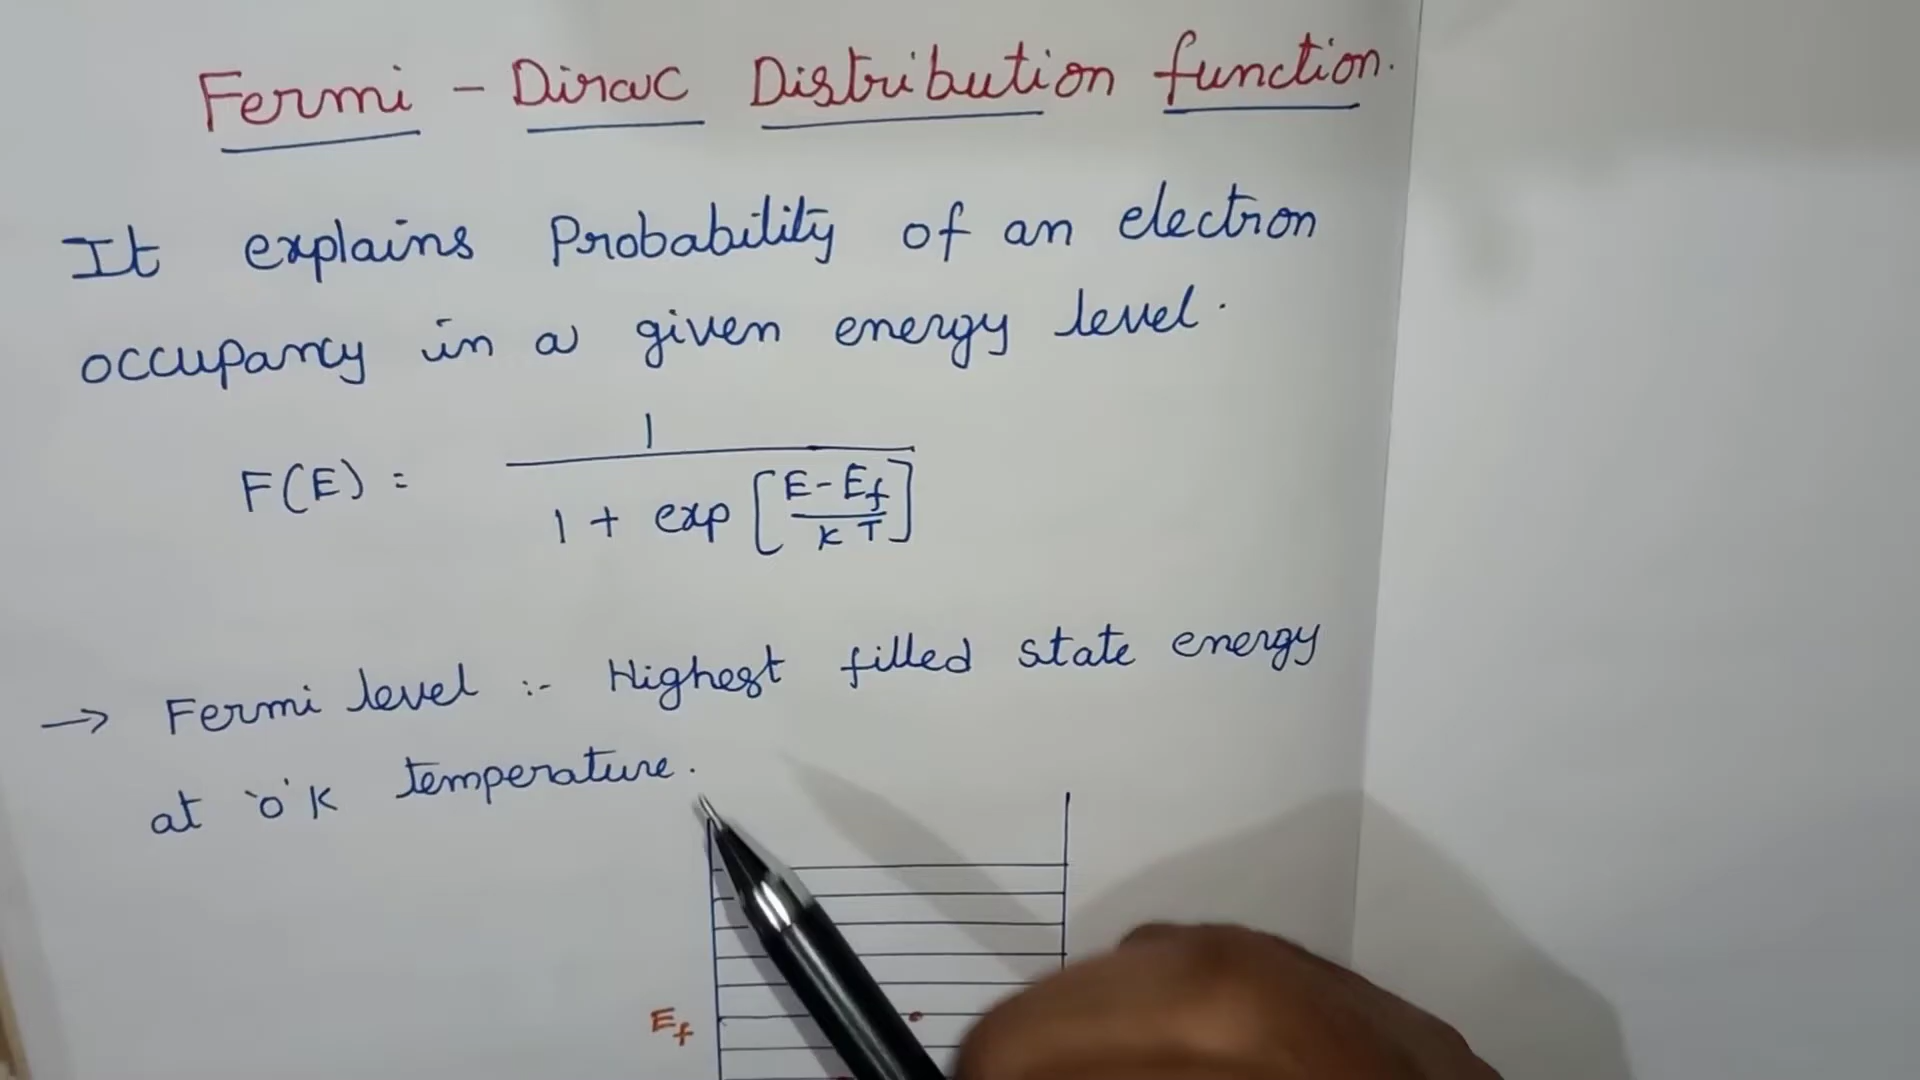 Fermi - Dirac Distribution function.
It explains Probability of an electron
occupancy in a given energy level.
F(E) = 1 / 1 + exp [E - Ef / KT]
→ Fermi level :- Highest filled state energy
at 'o' K temperature.
Ef